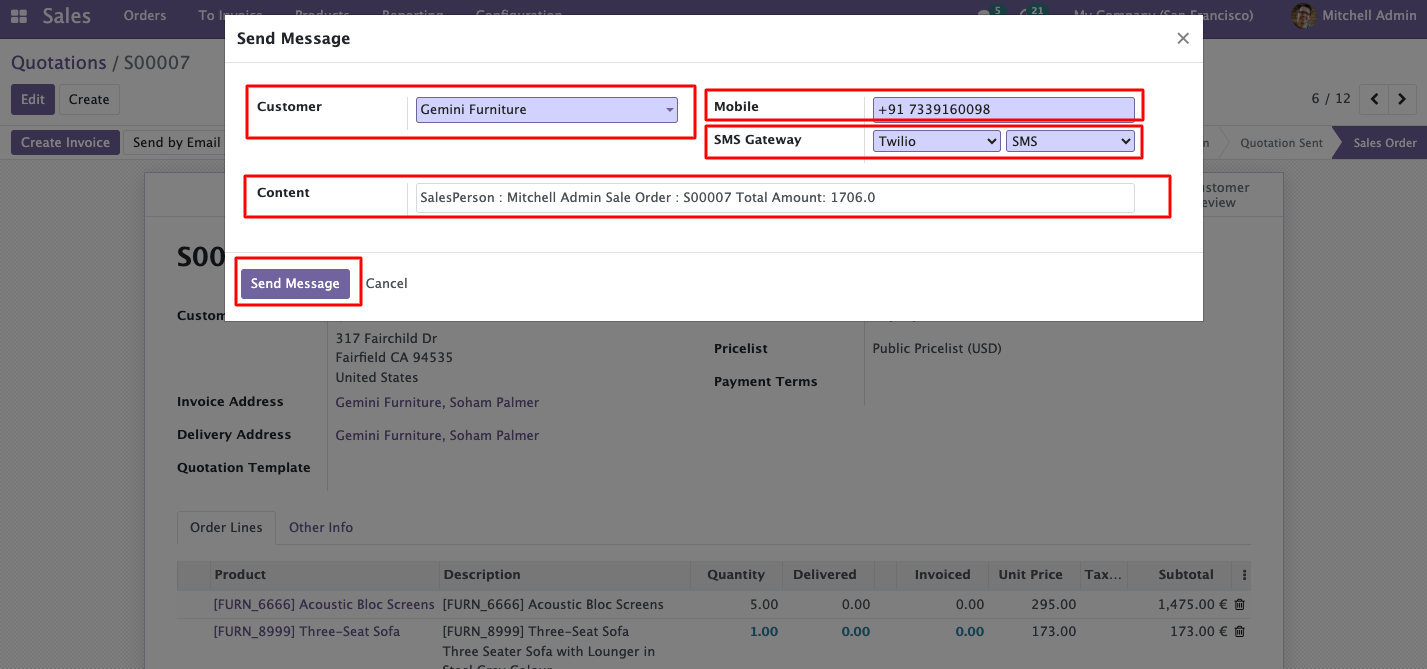 Sales Orders To Invoice Products Reporting Configuration 5 21 My Company (San Francisco) Mitchell Admin
Send Message
Quotations / S00007
Edit Create
6 / 12
Customer Gemini Furniture
Mobile +91 7339160098
SMS Gateway Twilio SMS
Create Invoice Send by Email
Quotation Sent Sales Order
Content SalesPerson : Mitchell Admin Sale Order : S00007 Total Amount: 1706.0
Send Message Cancel
S00
317 Fairchild Dr
Fairfield CA 94535
United States
Pricelist Public Pricelist (USD)
Payment Terms
Invoice Address Gemini Furniture, Soham Palmer
Delivery Address Gemini Furniture, Soham Palmer
Quotation Template
Order Lines Other Info
Product Description Quantity Delivered Invoiced Unit Price Tax... Subtotal
[FURN_6666] Acoustic Bloc Screens [FURN_6666] Acoustic Bloc Screens 5.00 0.00 0.00 295.00 1,475.00 €
[FURN_8999] Three-Seat Sofa [FURN_8999] Three-Seat Sofa 1.00 0.00 0.00 173.00 173.00 €
Three Seater Sofa with Lounger in
Steel Grey Colour